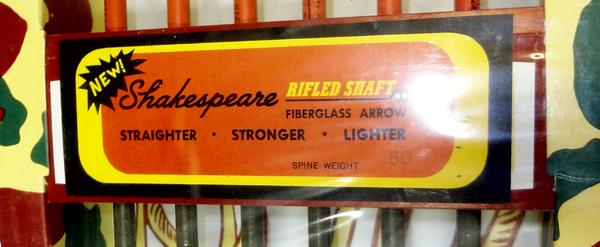 NEW!
Shakespeare RIFLED SHAFT
FIBERGLASS ARROW
STRAIGHTER · STRONGER · LIGHTER
SPINE WEIGHT 50